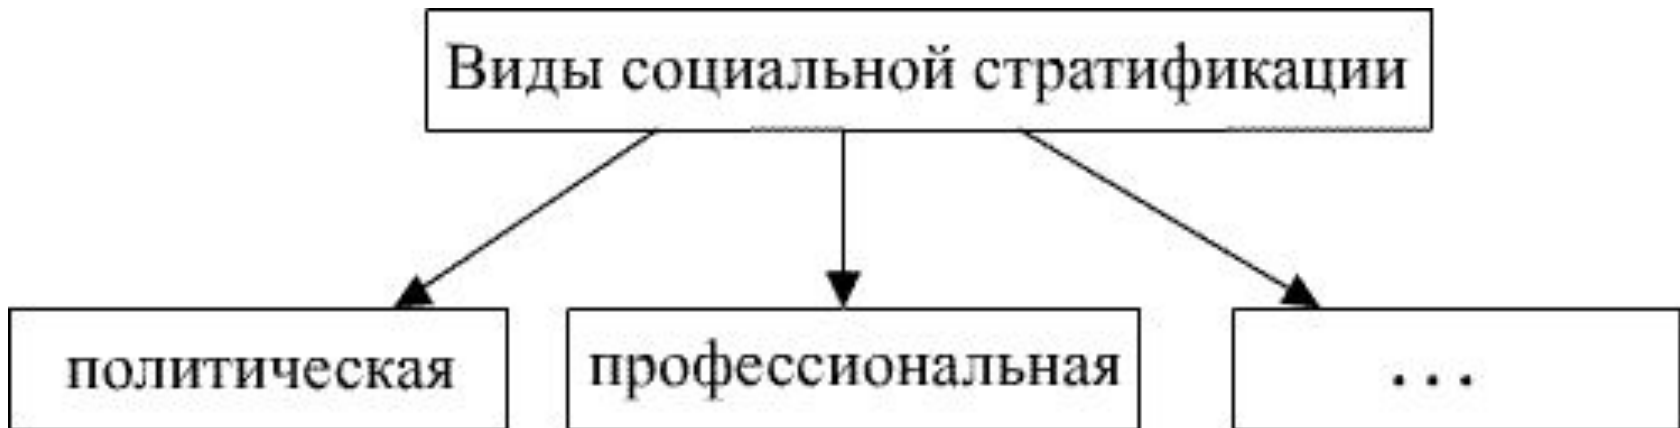 Виды социальной стратификации
политическая
профессиональная
...